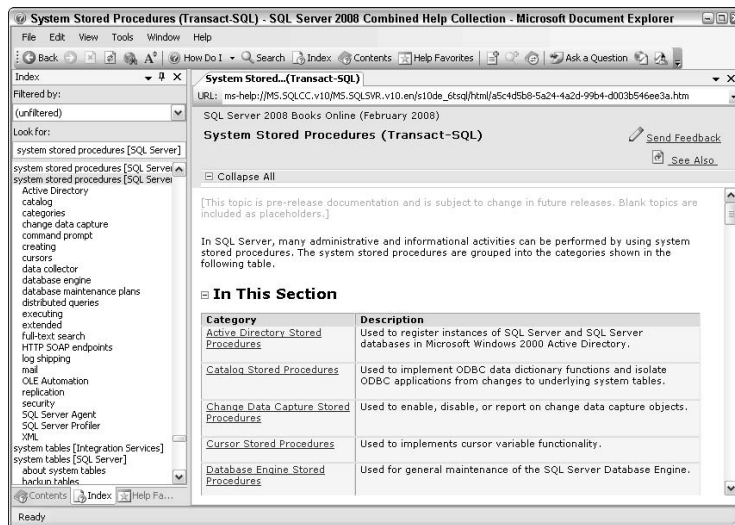 System Stored Procedures (Transact-SQL) - SQL Server 2008 Combined Help Collection - Microsoft Document Explorer
File Edit View Tools Window Help
Back How Do I Search Index Contents Help Favorites Ask a Question
Index
Filtered by:
(unfiltered)
Look for:
system stored procedures [SQL Server]
system stored procedures [SQL Server
system stored procedures [SQL Server
Active Directory
catalog
categories
change data capture
command prompt
creating
cursors
data collector
database engine
database maintenance plans
distributed queries
executing
extended
full-text search
HTTP SOAP endpoints
log shipping
mail
OLE Automation
replication
security
SQL Server Agent
SQL Server Profiler
XML
system tables [Integration Services]
system tables [SQL Server]
about system tables
backup tables
Contents Index Help Fa...
System Stored...(Transact-SQL)
URL: ms-help://MS.SQLCC.v10/MS.SQLSVR.v10.en/s10de_6tsql/html/a5c4d5b8-5a24-4a2d-99b4-d003b546ee3a.htm
SQL Server 2008 Books Online (February 2008)
System Stored Procedures (Transact-SQL)
Send Feedback
See Also
Collapse All
[This topic is pre-release documentation and is subject to change in future releases. Blank topics are
included as placeholders.]
In SQL Server, many administrative and informational activities can be performed by using system
stored procedures. The system stored procedures are grouped into the categories shown in the
following table.
In This Section
Category Description
Active Directory Stored Procedures Used to register instances of SQL Server and SQL Server
databases in Microsoft Windows 2000 Active Directory.
Catalog Stored Procedures Used to implement ODBC data dictionary functions and isolate
ODBC applications from changes to underlying system tables.
Change Data Capture Stored Procedures Used to enable, disable, or report on change data capture objects.
Cursor Stored Procedures Used to implements cursor variable functionality.
Database Engine Stored Procedures Used for general maintenance of the SQL Server Database Engine.
Ready